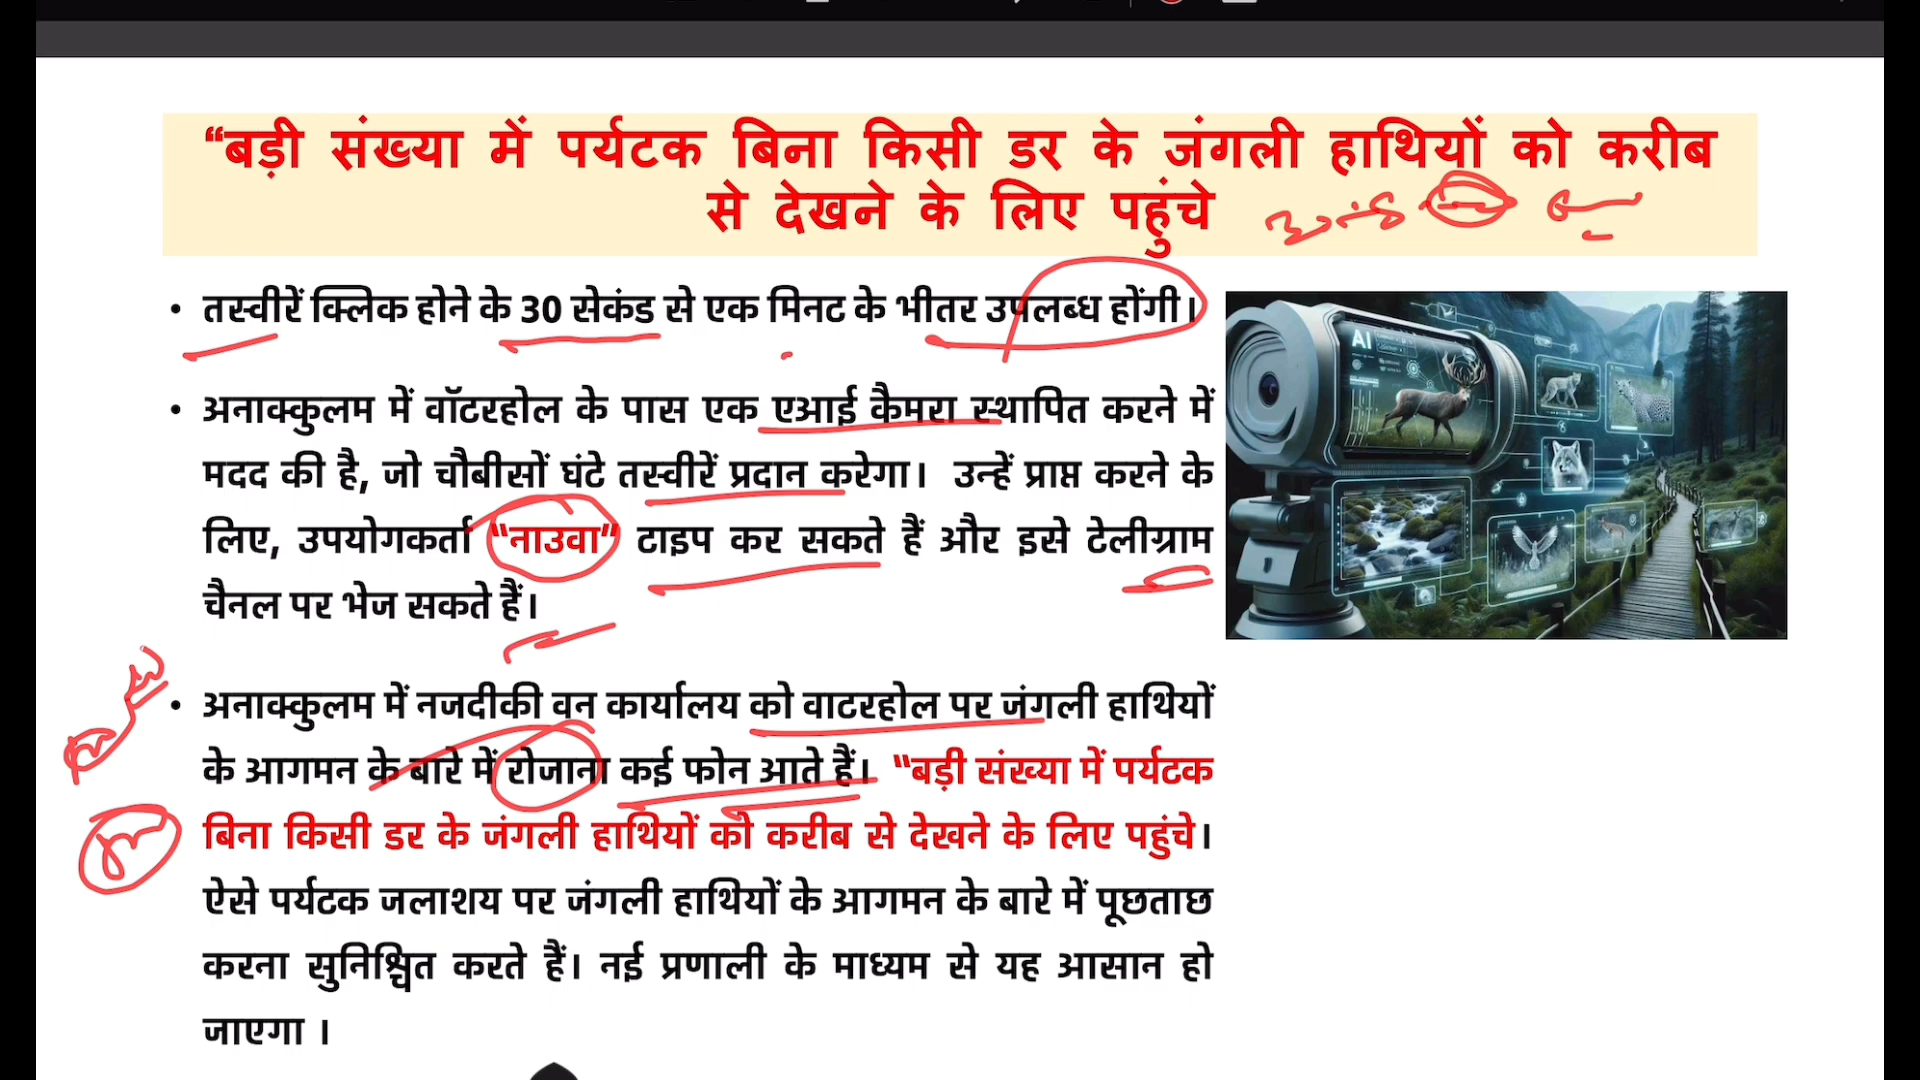 “बड़ी संख्या में पर्यटक बिना किसी डर के जंगली हाथियों को करीब
से देखने के लिए पहुंचे
• तस्वीरें क्लिक होने के 30 सेकंड से एक मिनट के भीतर उपलब्ध होंगी।
• अनाक्कुलम में वॉटरहोल के पास एक एआई कैमरा स्थापित करने में
मदद की है, जो चौबीसों घंटे तस्वीरें प्रदान करेगा। उन्हें प्राप्त करने के
लिए, उपयोगकर्ता “नाउवा” टाइप कर सकते हैं और इसे टेलीग्राम
चैनल पर भेज सकते हैं।
• अनाक्कुलम में नजदीकी वन कार्यालय को वाटरहोल पर जंगली हाथियों
के आगमन के बारे में रोजाना कई फोन आते हैं। “बड़ी संख्या में पर्यटक
बिना किसी डर के जंगली हाथियों को करीब से देखने के लिए पहुंचे।
ऐसे पर्यटक जलाशय पर जंगली हाथियों के आगमन के बारे में पूछताछ
करना सुनिश्चित करते हैं। नई प्रणाली के माध्यम से यह आसान हो
जाएगा ।
AI